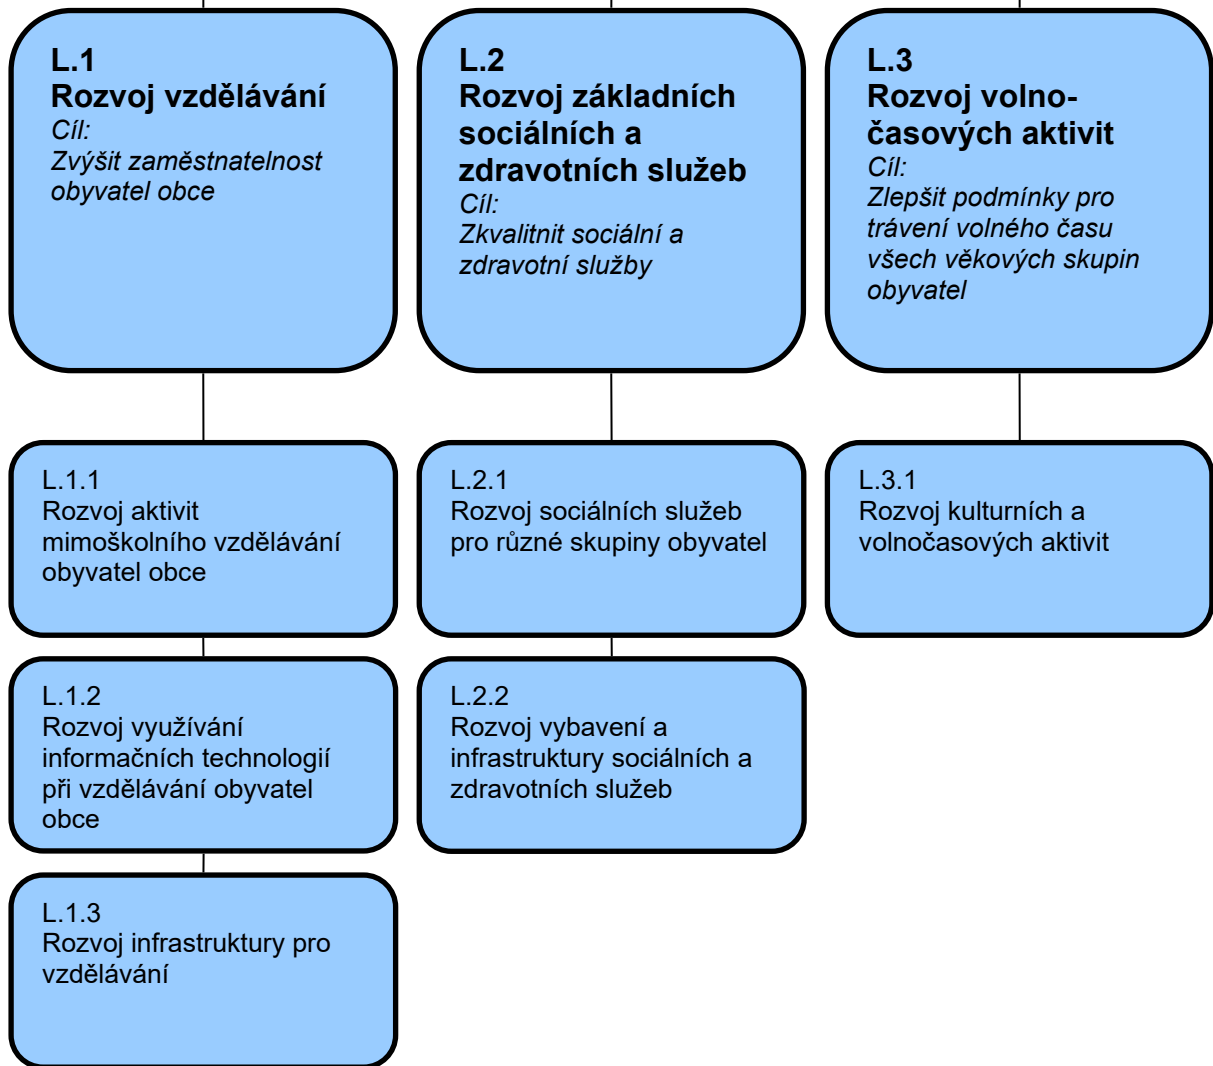 L.1
Rozvoj vzdělávání
Cíl:
Zvýšit zaměstnatelnost
obyvatel obce
L.2
Rozvoj základních
sociálních a
zdravotních služeb
Cíl:
Zkvalitnit sociální a
zdravotní služby
L.3
Rozvoj volno-
časových aktivit
Cíl:
Zlepšit podmínky pro
trávení volného času
všech věkových skupin
obyvatel
L.1.1
Rozvoj aktivit
mimoškolního vzdělávání
obyvatel obce
L.2.1
Rozvoj sociálních služeb
pro různé skupiny obyvatel
L.3.1
Rozvoj kulturních a
volnočasových aktivit
L.1.2
Rozvoj využívání
informačních technologií
při vzdělávání obyvatel
obce
L.2.2
Rozvoj vybavení a
infrastruktury sociálních a
zdravotních služeb
L.1.3
Rozvoj infrastruktury pro
vzdělávání